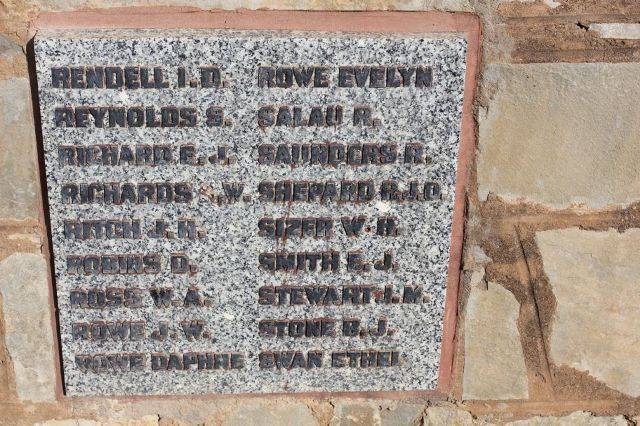 RENDELL I. D.
REYNOLDS S.
RICHARD E. J.
RICHARDS S. W.
RITCH J. H.
ROBINS D.
ROSS W. A.
ROWE J. W.
ROWE DAPHNE
ROWE EVELYN
SALAU R.
SAUNDERS R.
SHEPARD R. J. O.
SIZER W. H.
SMITH E. J.
STEWART J. M.
STONE R. J.
SWAN ETHEL